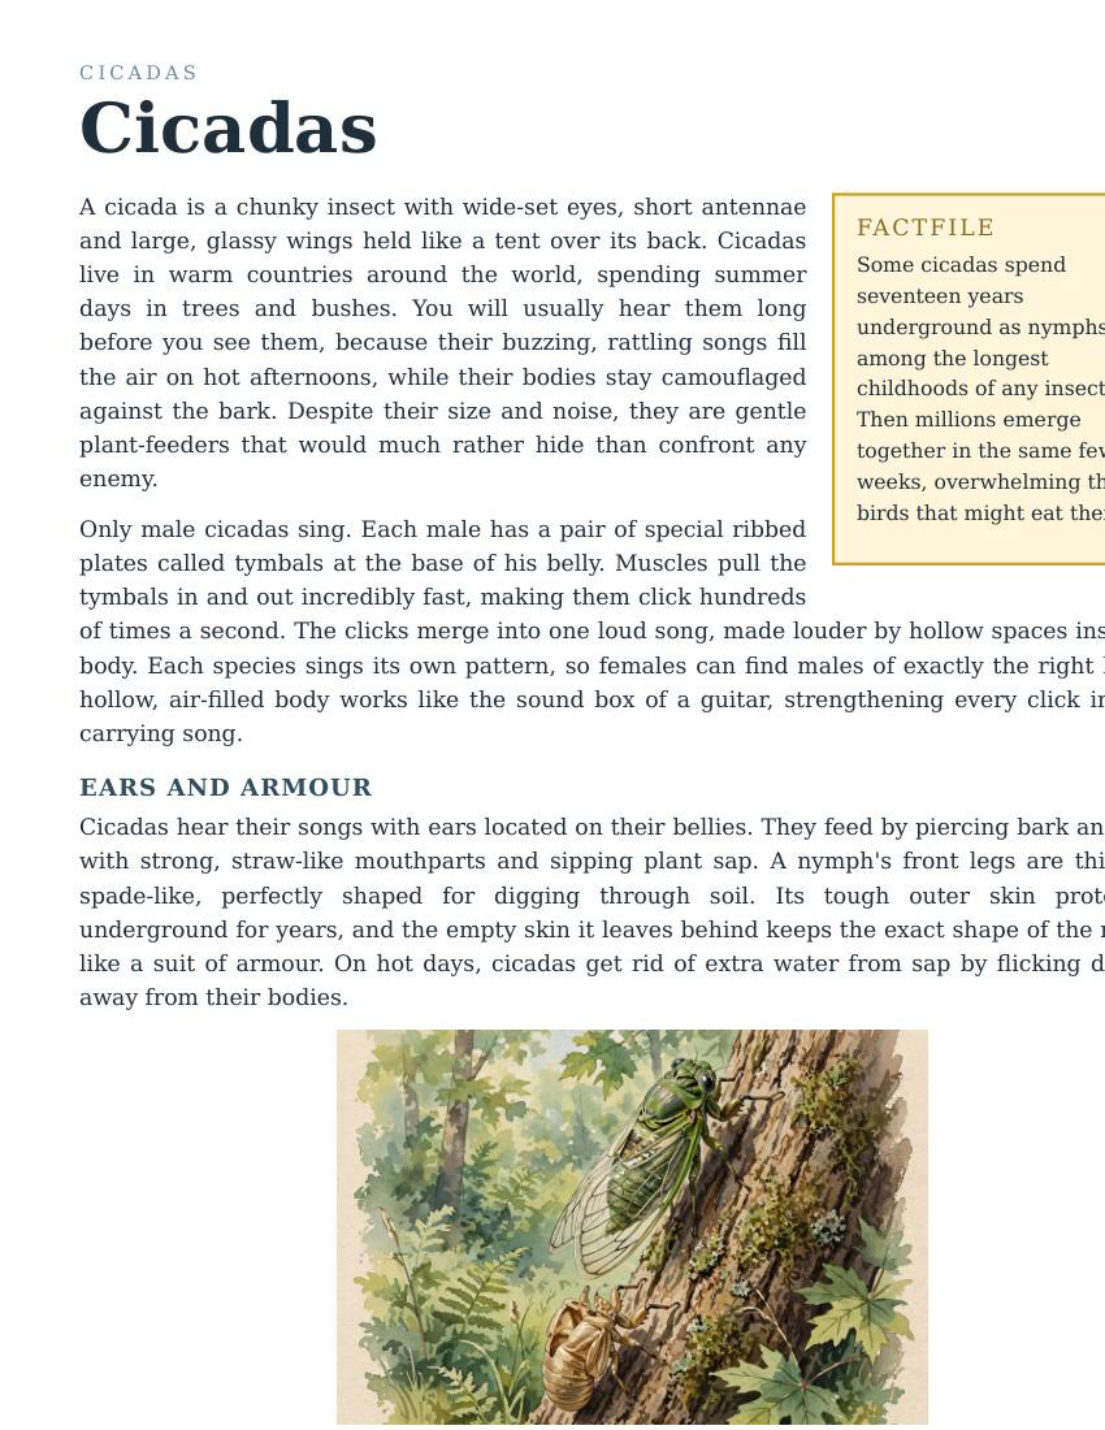 CICADAS
Cicadas
FACTFILE
Some cicadas spend
seventeen years
underground as nymphs
among the longest
childhoods of any insect
Then millions emerge
together in the same
weeks, overwhelming
birds that might eat
A cicada is a chunky insect with wide-set eyes, short antennae
and large, glassy wings held like a tent over its back. Cicadas
live in warm countries around the world, spending summer
days in trees and bushes. You will usually hear them long
before you see them, because their buzzing, rattling songs fill
the air on hot afternoons, while their bodies stay camouflaged
against the bark. Despite their size and noise, they are gentle
plant-feeders that would much rather hide than confront any
enemy.
Only male cicadas sing. Each male has a pair of special ribbed
plates called tymbals at the base of his belly. Muscles pull the
tymbals in and out incredibly fast, making them click hundreds
of times a second. The clicks merge into one loud song, made louder by hollow spaces
body. Each species sings its own pattern, so females can find males of exactly the right
hollow, air-filled body works like the sound box of a guitar, strengthening every click
carrying song.
EARS AND ARMOUR
Cicadas hear their songs with ears located on their bellies. They feed by piercing bark
with strong, straw-like mouthparts and sipping plant sap. A nymph's front legs are
spade-like, perfectly shaped for digging through soil. Its tough outer skin
underground for years, and the empty skin it leaves behind keeps the exact shape of the
like a suit of armour. On hot days, cicadas get rid of extra water from sap by flicking
away from their bodies.